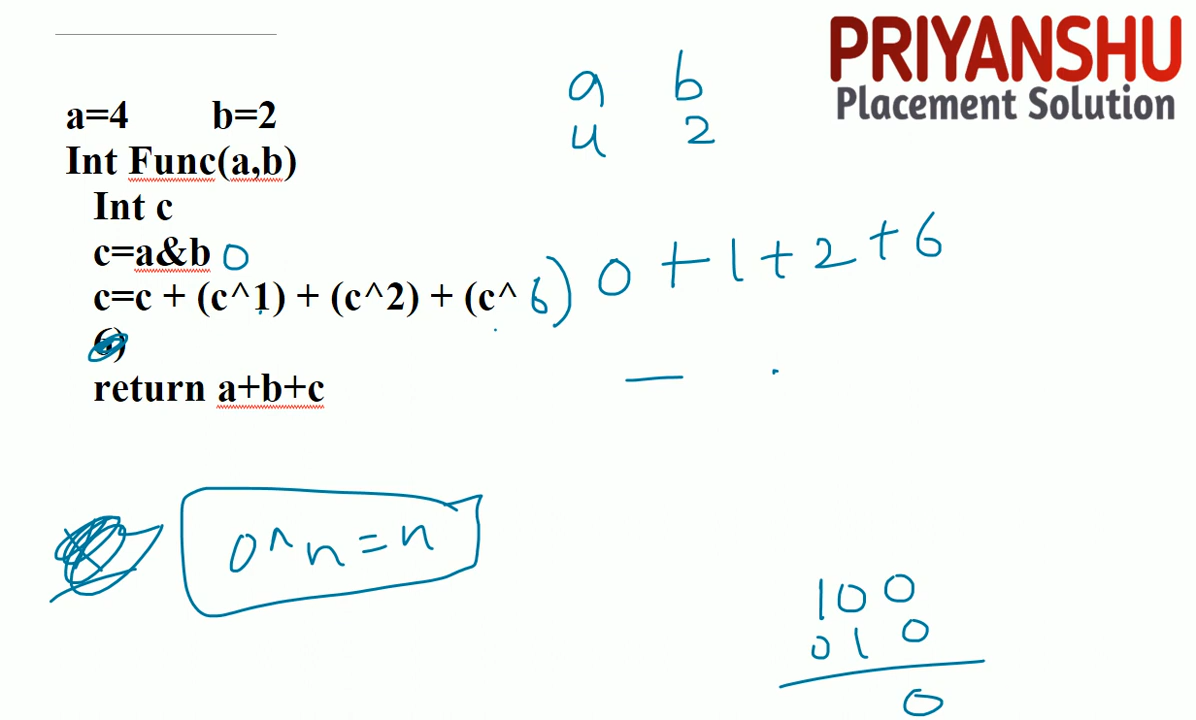 PRIYANSHU
Placement Solution
a b
4 2
a=4 b=2
Int Func(a,b)
Int c
c=a&b 0
c=c + (c^1) + (c^2) + (c^ 6) 0 + 1 + 2 + 6
return a+b+c
0^n=n
100
010
0